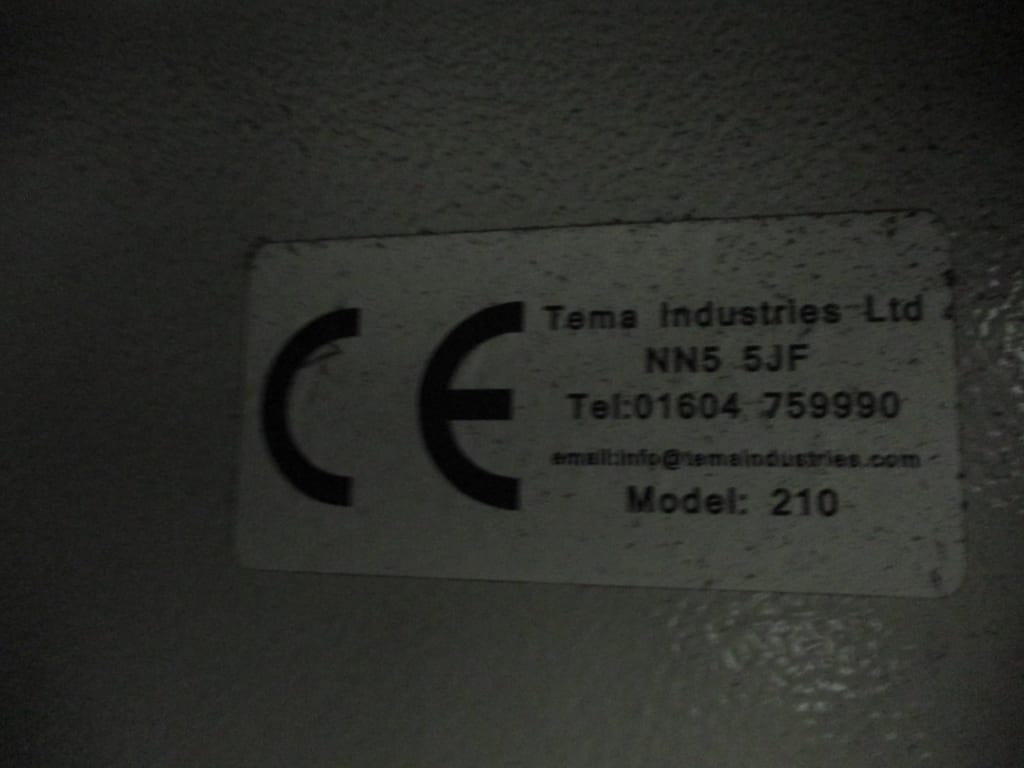 CE
Tema Industries Ltd
NN5 5JF
Tel:01604 759990
email:info@temaindustries.com
Model: 210